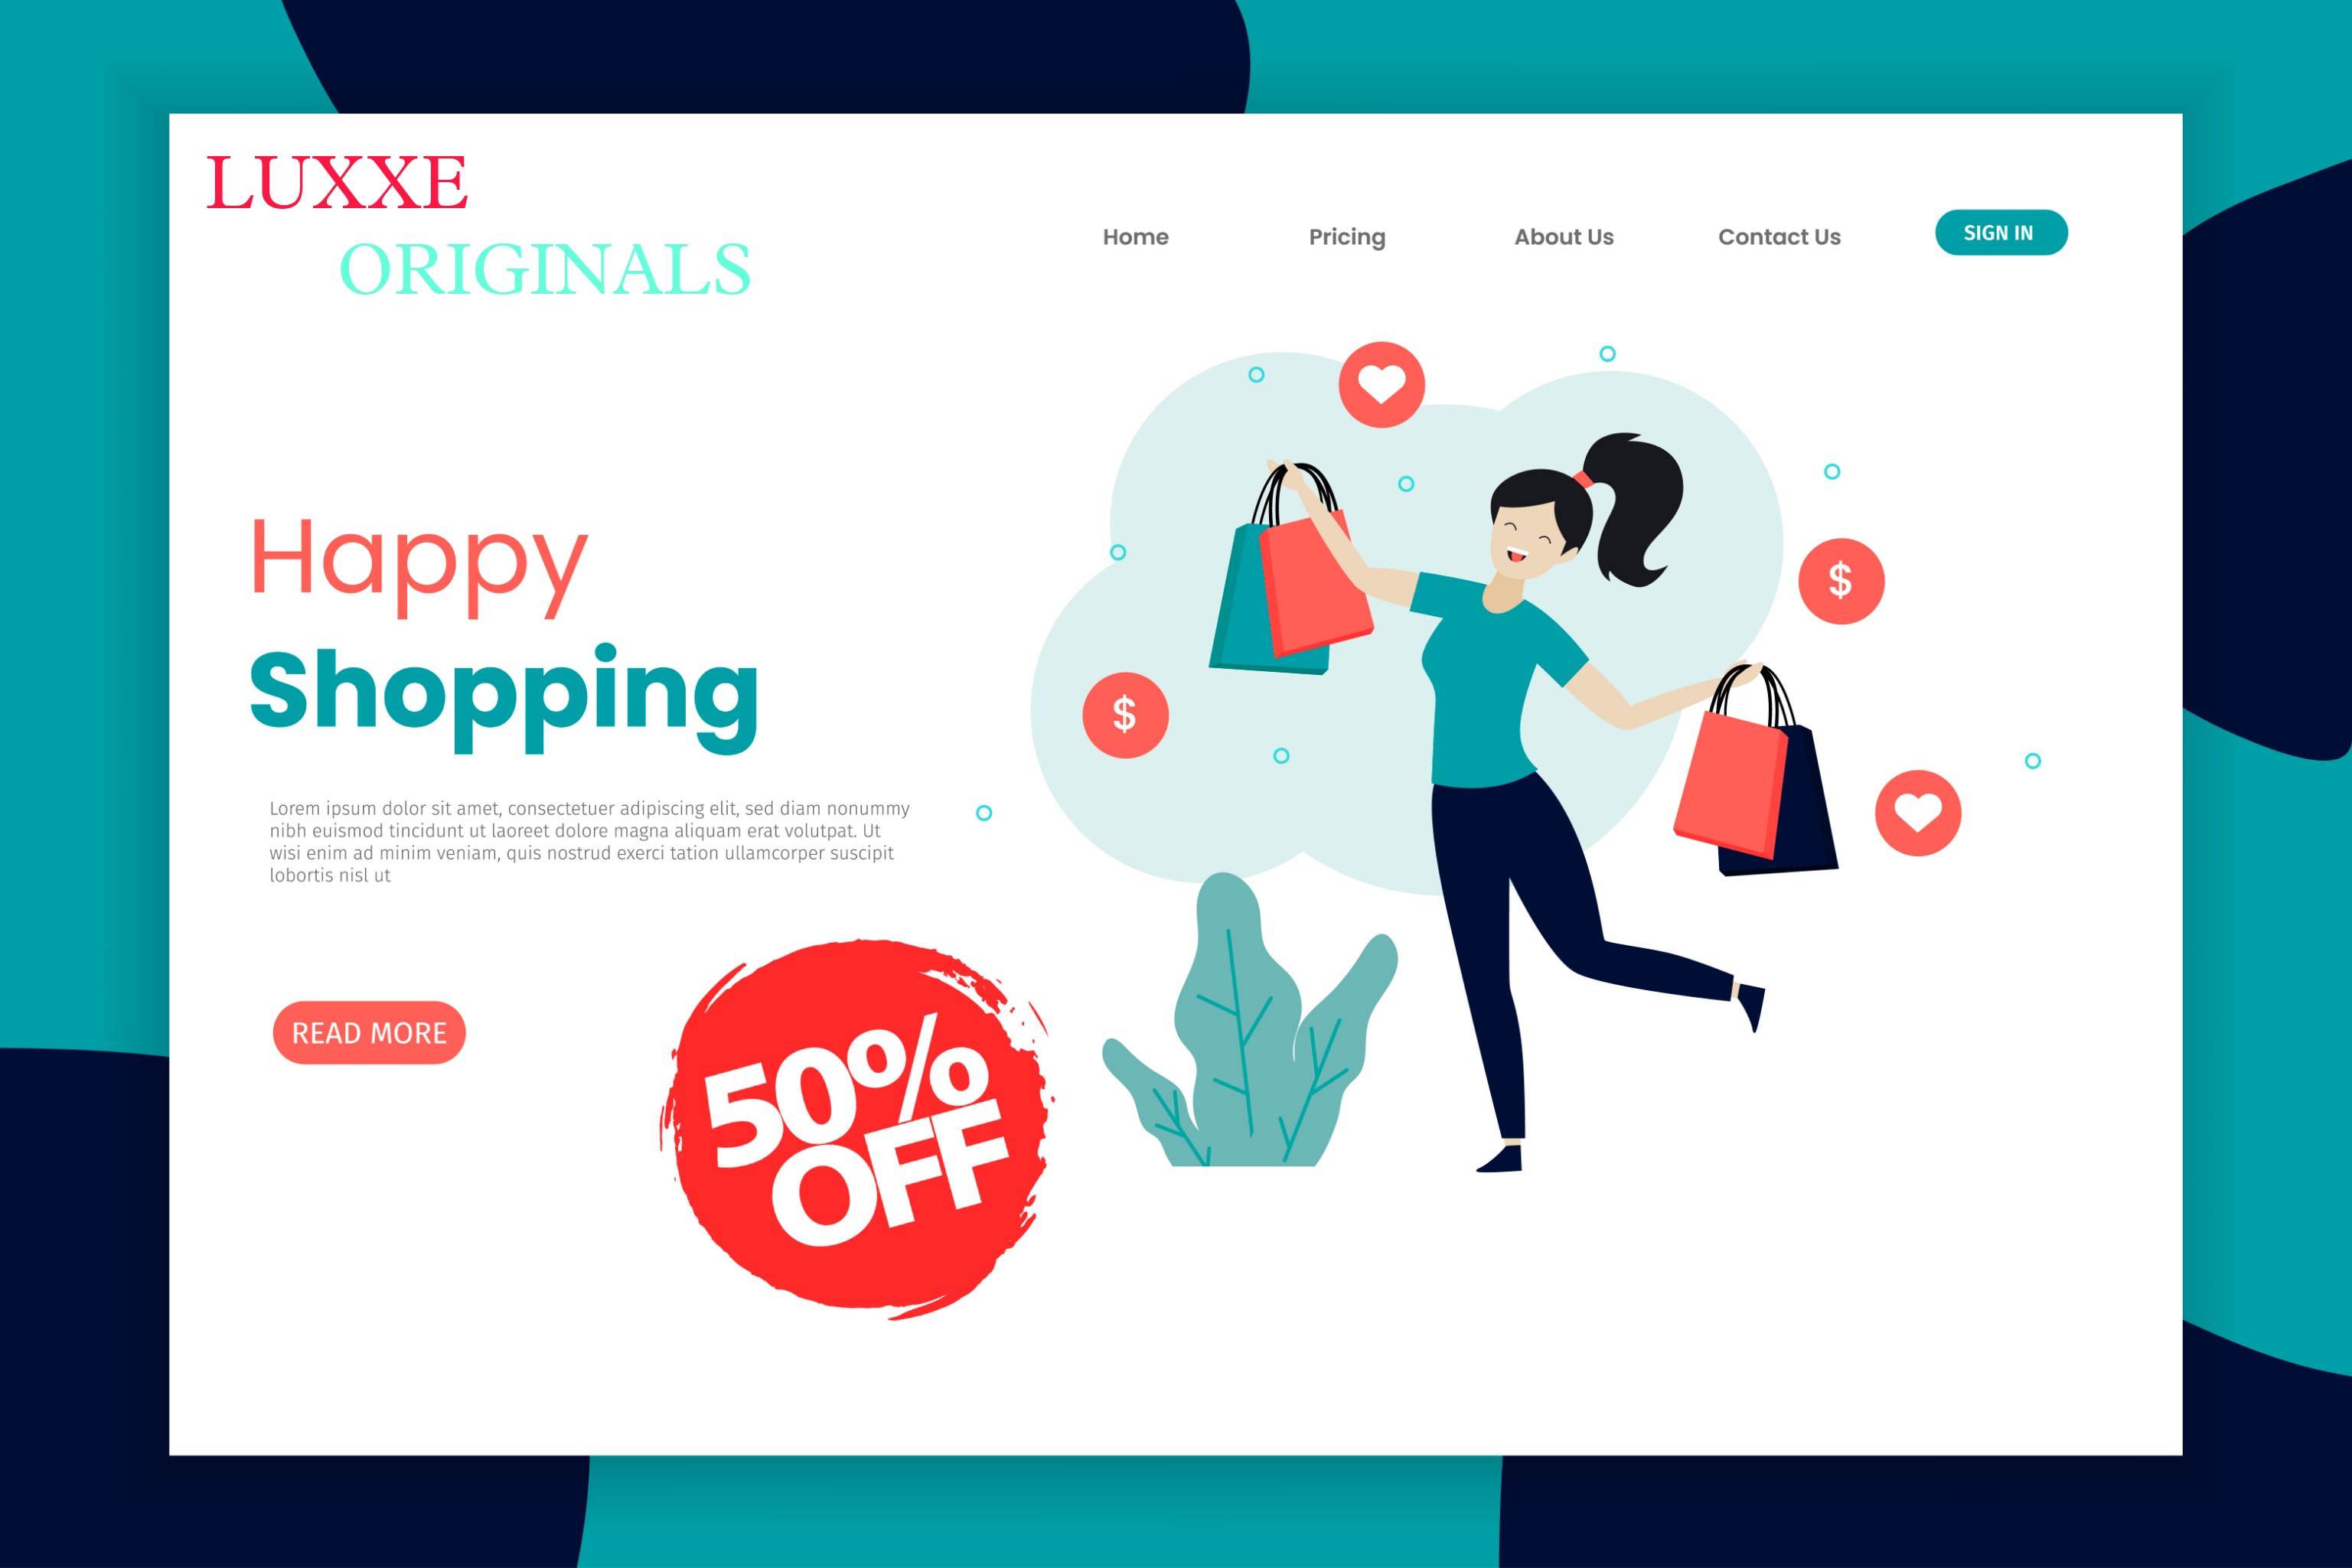 LUXXE
ORIGINALS
Home Pricing About Us Contact Us SIGN IN
Happy
Shopping
$
$
Lorem ipsum dolor sit amet, consectetuer adipiscing elit, sed diam nonummy
nibh euismod tincidunt ut laoreet dolore magna aliquam erat volutpat. Ut
wisi enim ad minim veniam, quis nostrud exerci tation ullamcorper suscipit
lobortis nisl ut
READ MORE
50%
OFF